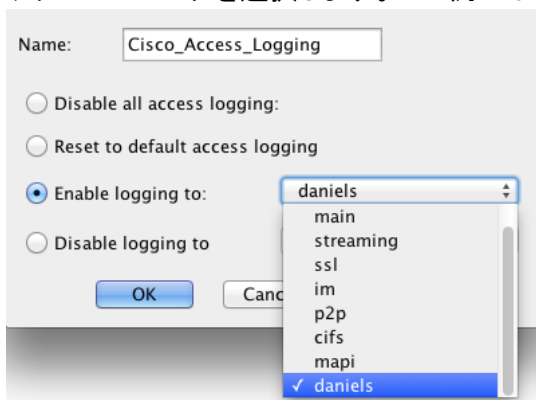 Name: Cisco_Access_Logging
Disable all access logging:
Reset to default access logging
Enable logging to: daniels
main
Disable logging to
streaming
ssl
im
p2p
cifs
mapi
✓ daniels
OK
Canc